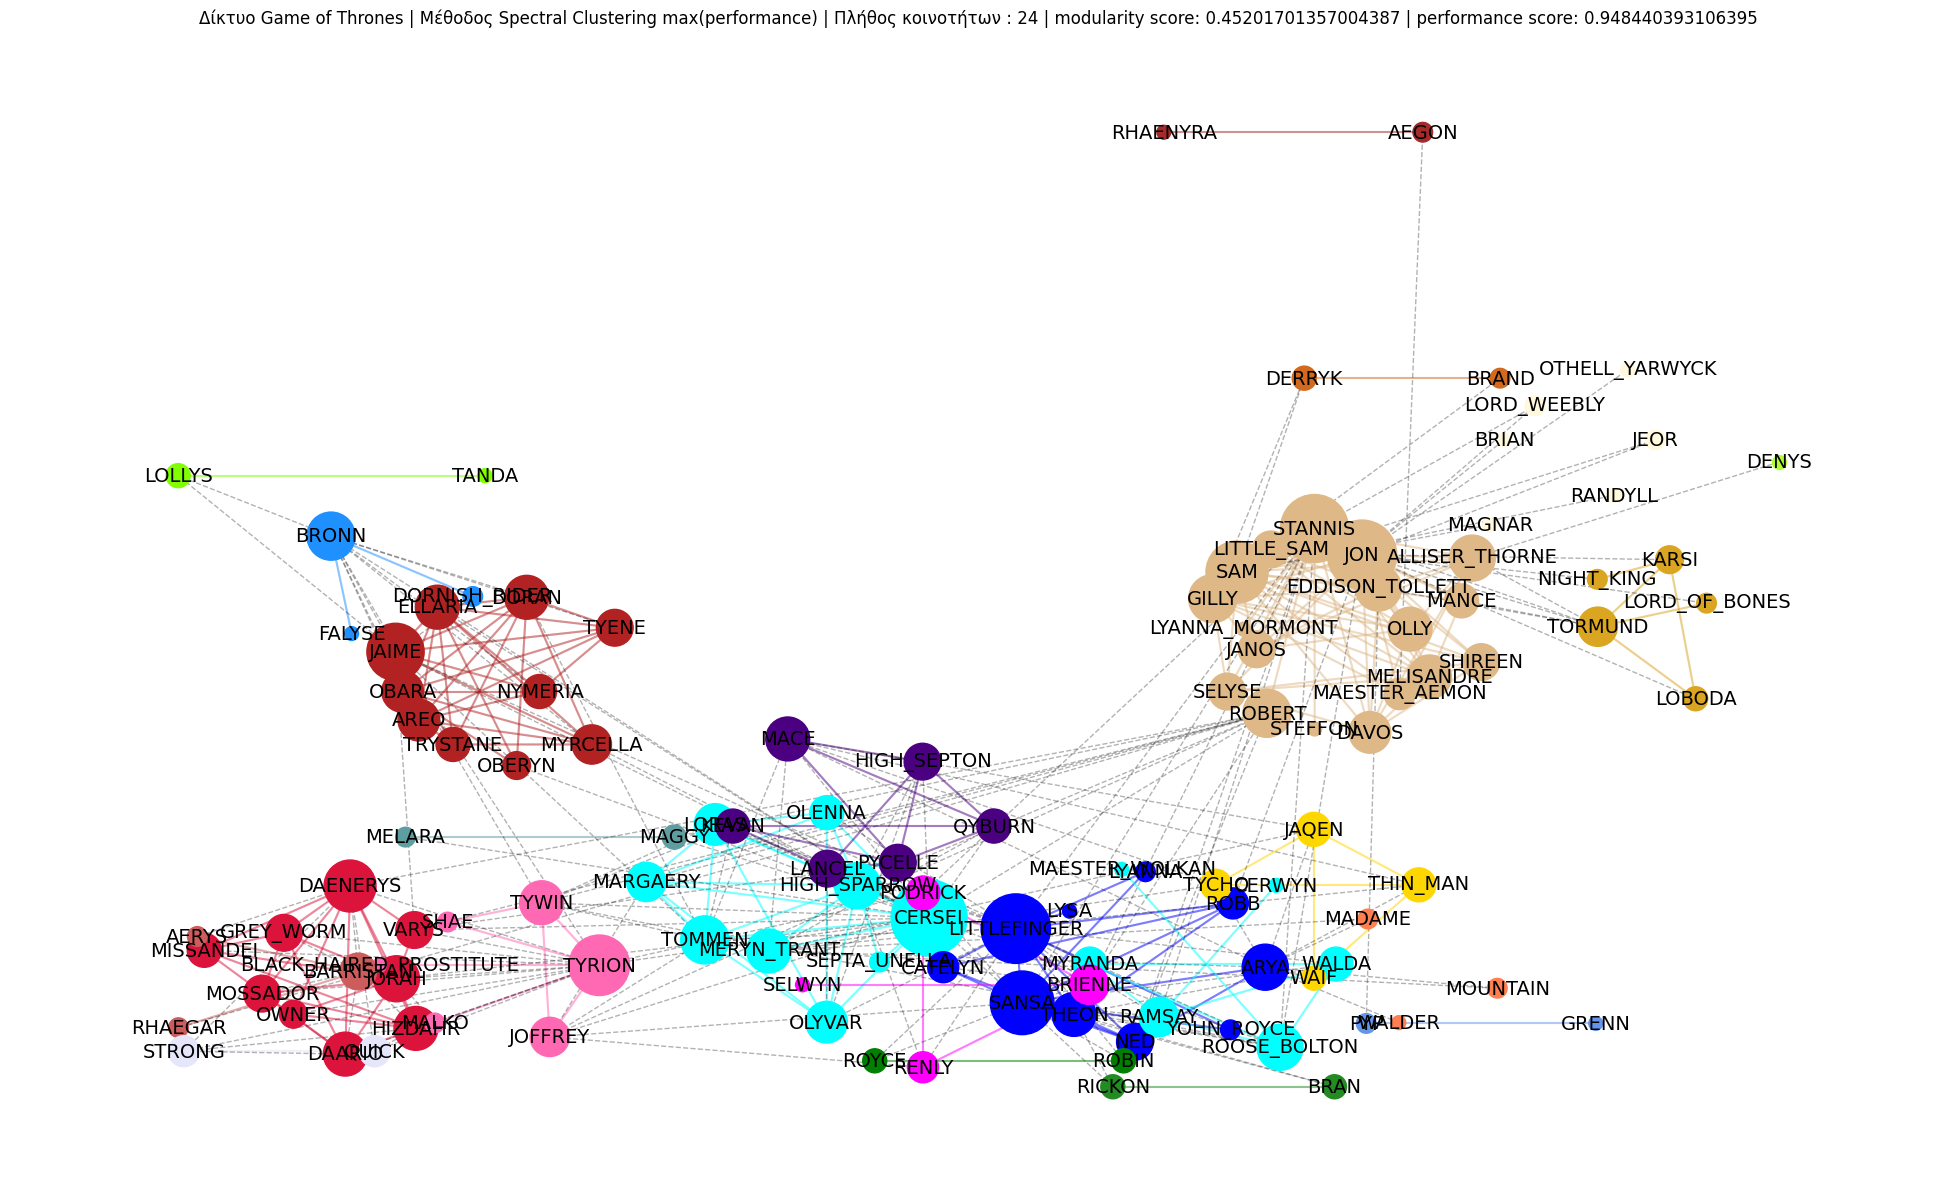 Δίκτυο Game of Thrones | Μέθοδος Spectral Clustering max(performance) | Πλήθος κοινοτήτων : 24 | modularity score: 0.45201701357004387 | performance score: 0.948440393106395
RHAENYRA
AEGON
OTHELL_YARWYCK
DERRYK
BRAND
LORD_WEEBLY
BRIAN
JEOR
DENYS
LOLLYS
TANDA
RANDYLL
MAGNAR
STANNIS
BRONN
LITTLE_SAM
JON
ALLISER_THORNE
KARSI
SAM
NIGHT_KING
EDDISON_TOLLETT
DORNISH_RIDER
DORAN
GILLY
MANCE
LORD_OF_BONES
ELLARIA
TYENE
LYANNA_MORMONT
OLLY
TORMUND
FALYSE
JAIME
JANOS
SHIREEN
MELISANDRE
OBARA
NYMERIA
SELYSE
MAESTER_AEMON
LOBODA
AREO
ROBERT
STEFFON
DAVOS
TRYSTANE
MYRCELLA
MACE
OBERYN
HIGH_SEPTON
OLENNA
MELARA
MAGGY
KEVAN
QYBURN
JAQEN
PYCELLE
LANCEL
MAESTER_WOLKAN
LYANNA
DAENERYS
MARGAERY
HIGH_SPARROW
PODRICK
TYCHO
CERWYN
THIN_MAN
TYWIN
ROBB
LYSA
SHAE
CERSEI
MADAME
AERYS
GREY_WORM
VARYS
LITTLEFINGER
TOMMEN
MERYN_TRANT
MISSANDEI
BLACK_HAIRED_PROSTITUTE
BARRISTAN
JORAH
TYRION
SEPTA_UNELLA
CATELYN
MYRANDA
ARYA
WALDA
WAIF
SELWYN
BRIENNE
MOUNTAIN
MOSSADOR
SANSA
OWNER
THEON
RAMSAY
RHAEGAR
HIZDAHR
MALKO
OLYVAR
YOHN_ROYCE
WALDER
GRENN
JOFFREY
NED
ROOSE_BOLTON
STRONG
DAARIO
QUICK
ROYCE
RENLY
ROBIN
RICKON
BRAN